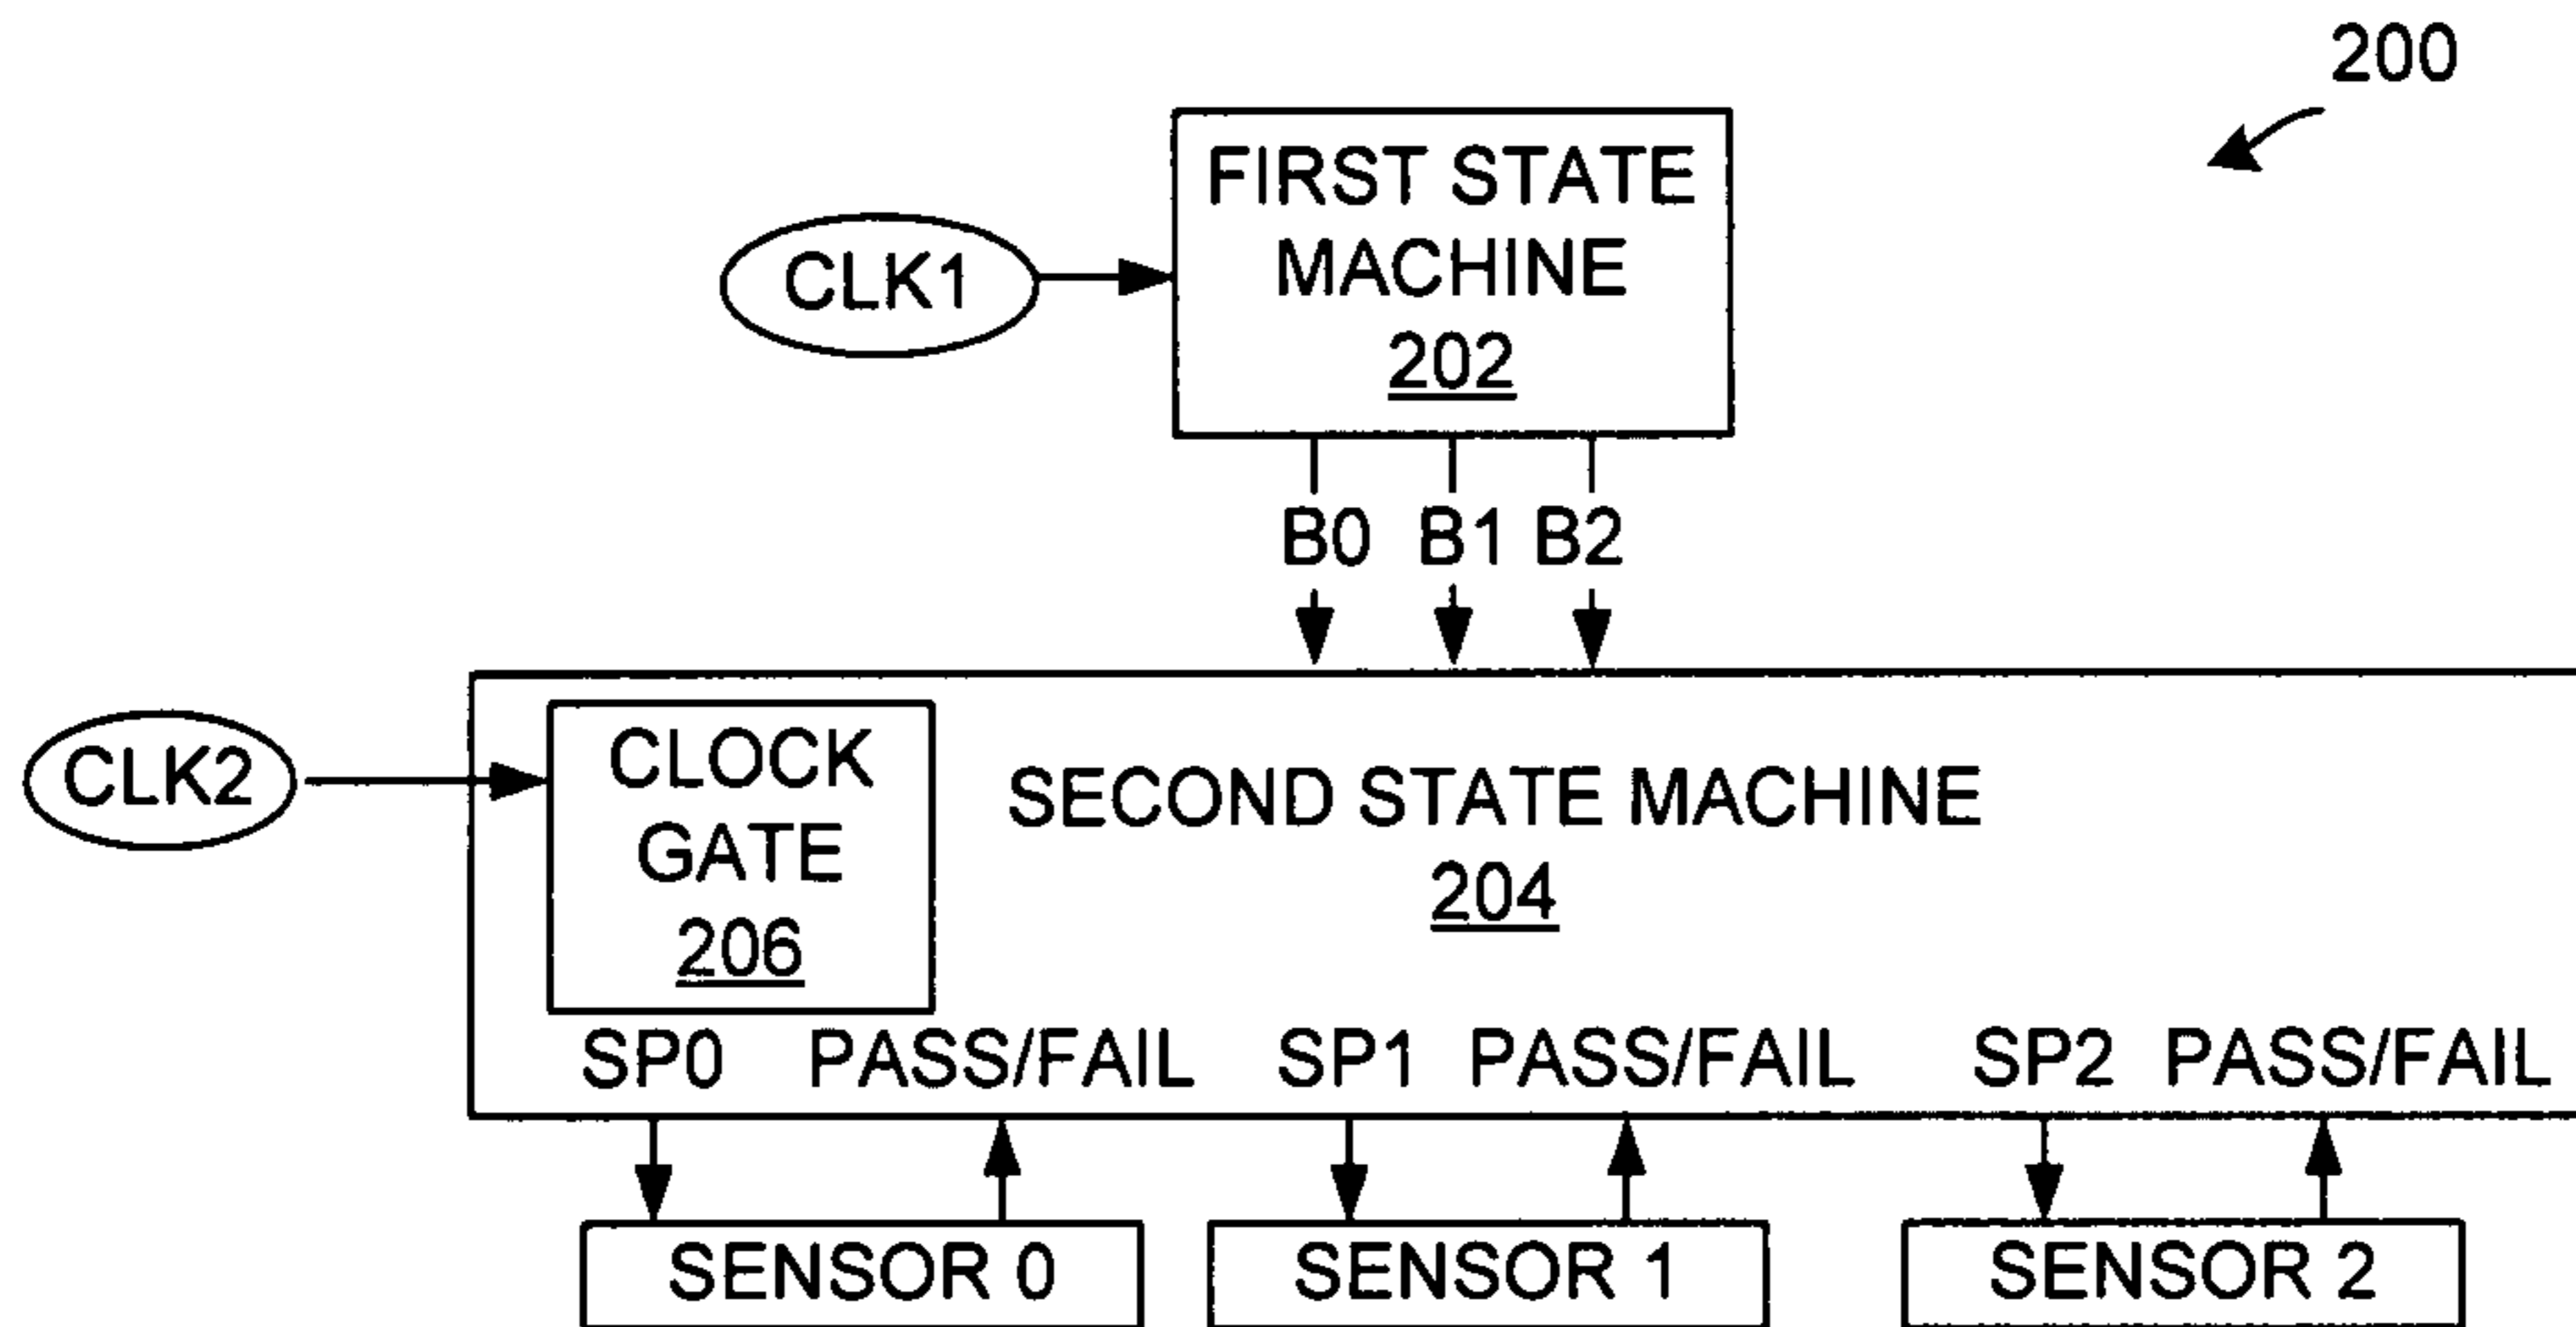 200
FIRST STATE
MACHINE
202
CLK1
B0 B1 B2
CLK2
CLOCK
GATE
206
SECOND STATE MACHINE
204
SP0 PASS/FAIL SP1 PASS/FAIL SP2 PASS/FAIL
SENSOR 0 SENSOR 1 SENSOR 2